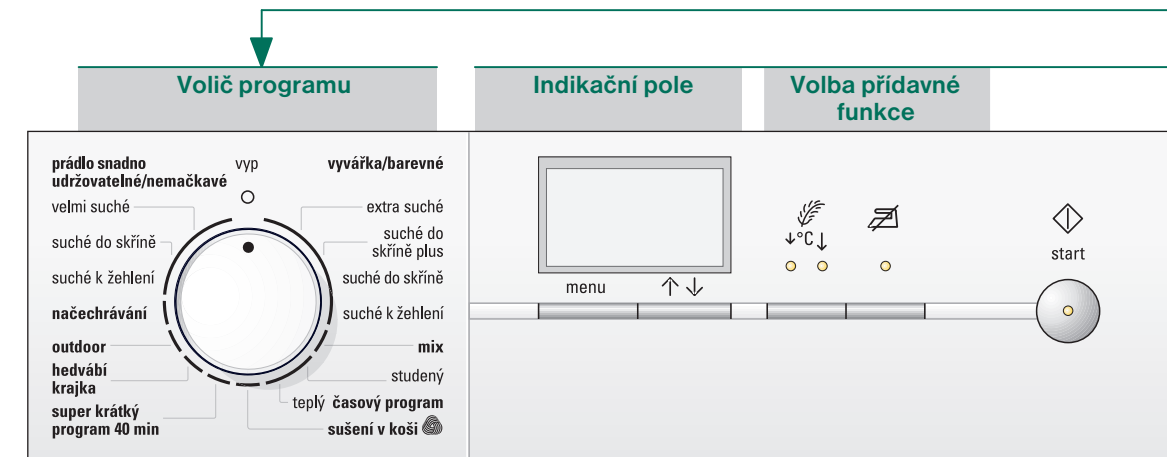 Volič programu
Indikační pole
Volba přídavné
funkce
prádlo snadno
udržovatelné/nemačkavé
vyp
vyvářka/barevné
velmi suché
suché do skříně
suché k žehlení
načechrávání
outdoor
hedvábí
krajka
super krátký
program 40 min
extra suché
suché do
skříně plus
suché do skříně
suché k žehlení
mix
studený
teplý časový program
sušení v koši
menu
↓°C↓
start